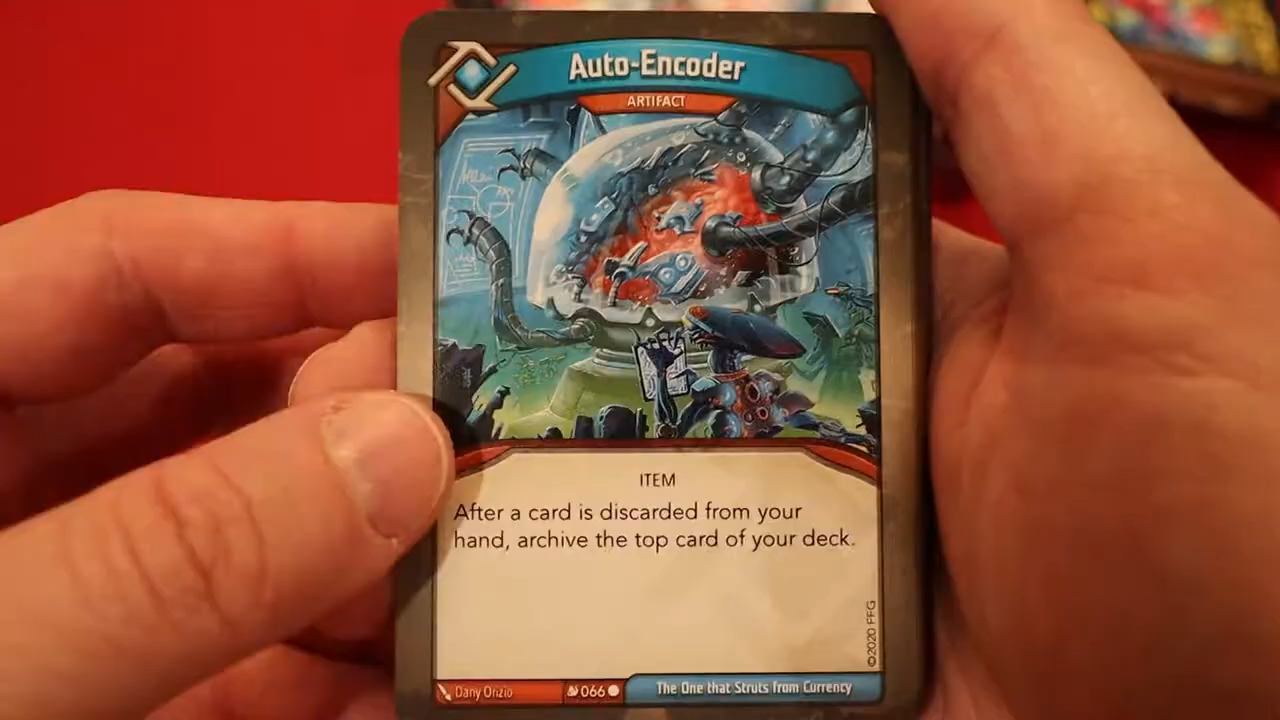 Auto-Encoder
ARTIFACT
ITEM
After a card is discarded from your
hand, archive the top card of your deck.
©2020 FFG
Dany Orizio
066
The One that Struts from Currency